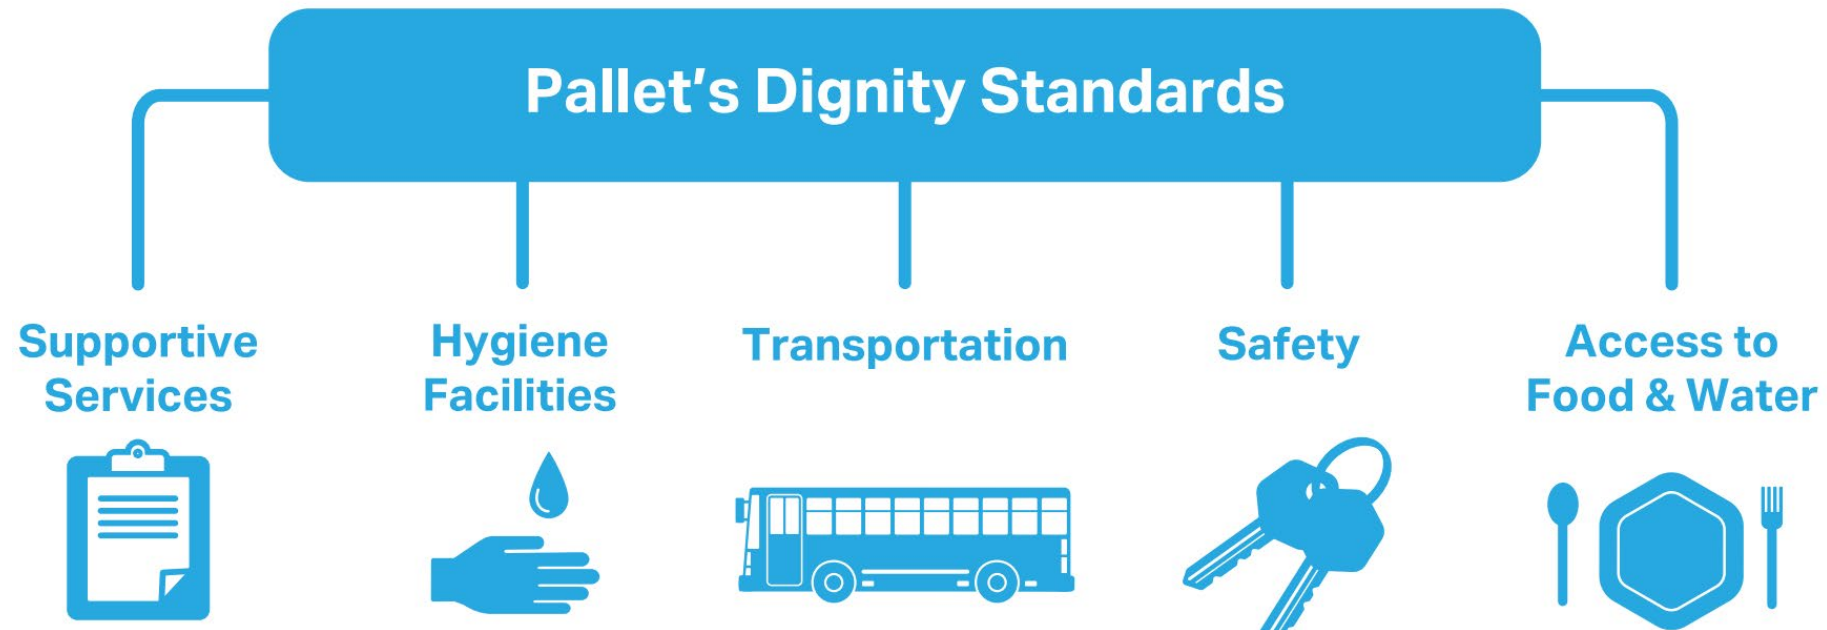 Pallet's Dignity Standards
Supportive
Services
Hygiene
Facilities
Transportation
Safety
Access to
Food & Water